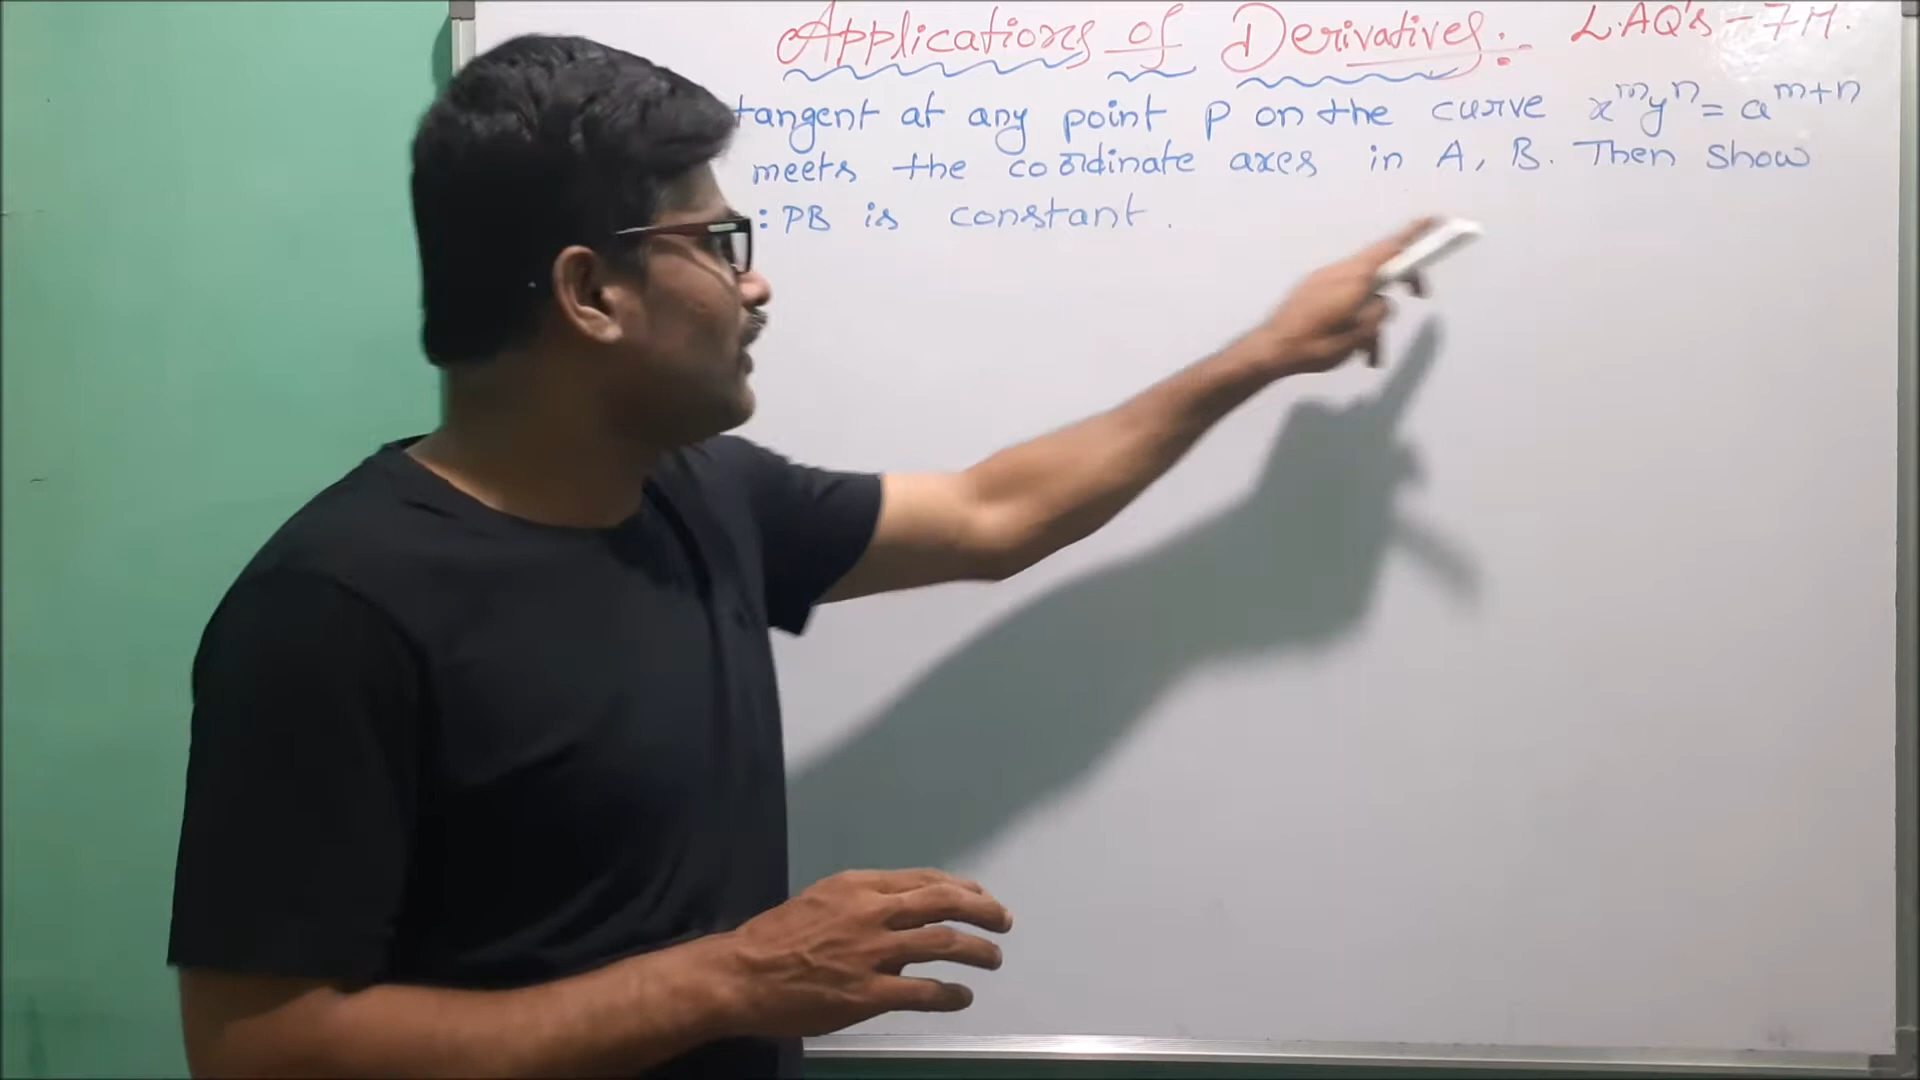 Applications of Derivatives:- L.AQ's - 7M.
tangent at any point P on the curve x^m y^n = a^{m+n}
meets the coordinate axes in A, B. Then show
: PB is constant.